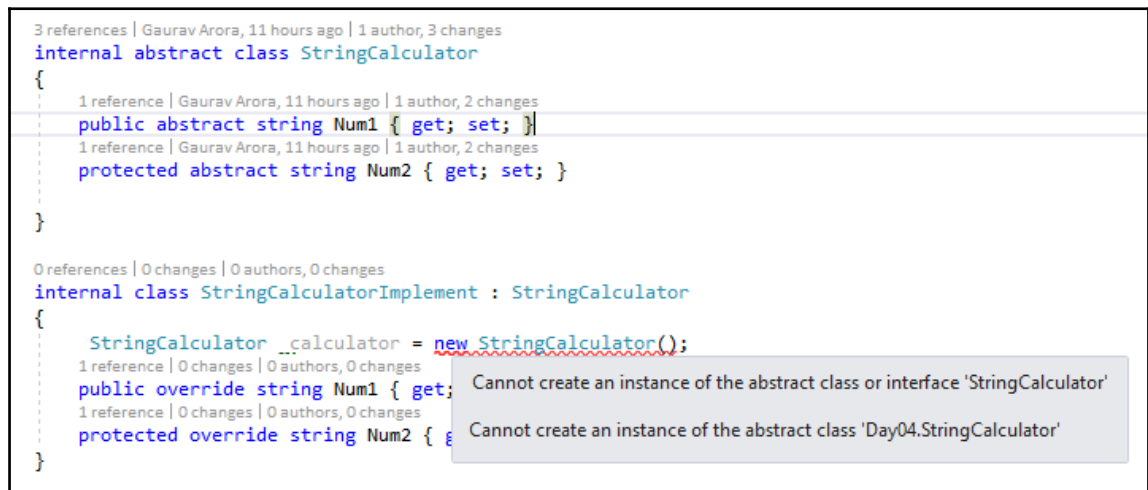 3 references | Gaurav Arora, 11 hours ago | 1 author, 3 changes
internal abstract class StringCalculator
{
1 reference | Gaurav Arora, 11 hours ago | 1 author, 2 changes
public abstract string Num1 { get; set; }
1 reference | Gaurav Arora, 11 hours ago | 1 author, 2 changes
protected abstract string Num2 { get; set; }
}
0 references | 0 changes | 0 authors, 0 changes
internal class StringCalculatorImplement : StringCalculator
{
StringCalculator _calculator = new StringCalculator();
1 reference | 0 changes | 0 authors, 0 changes
public override string Num1 { get;
Cannot create an instance of the abstract class or interface 'StringCalculator'
1 reference | 0 changes | 0 authors, 0 changes
protected override string Num2 { g
Cannot create an instance of the abstract class 'Day04.StringCalculator'
}